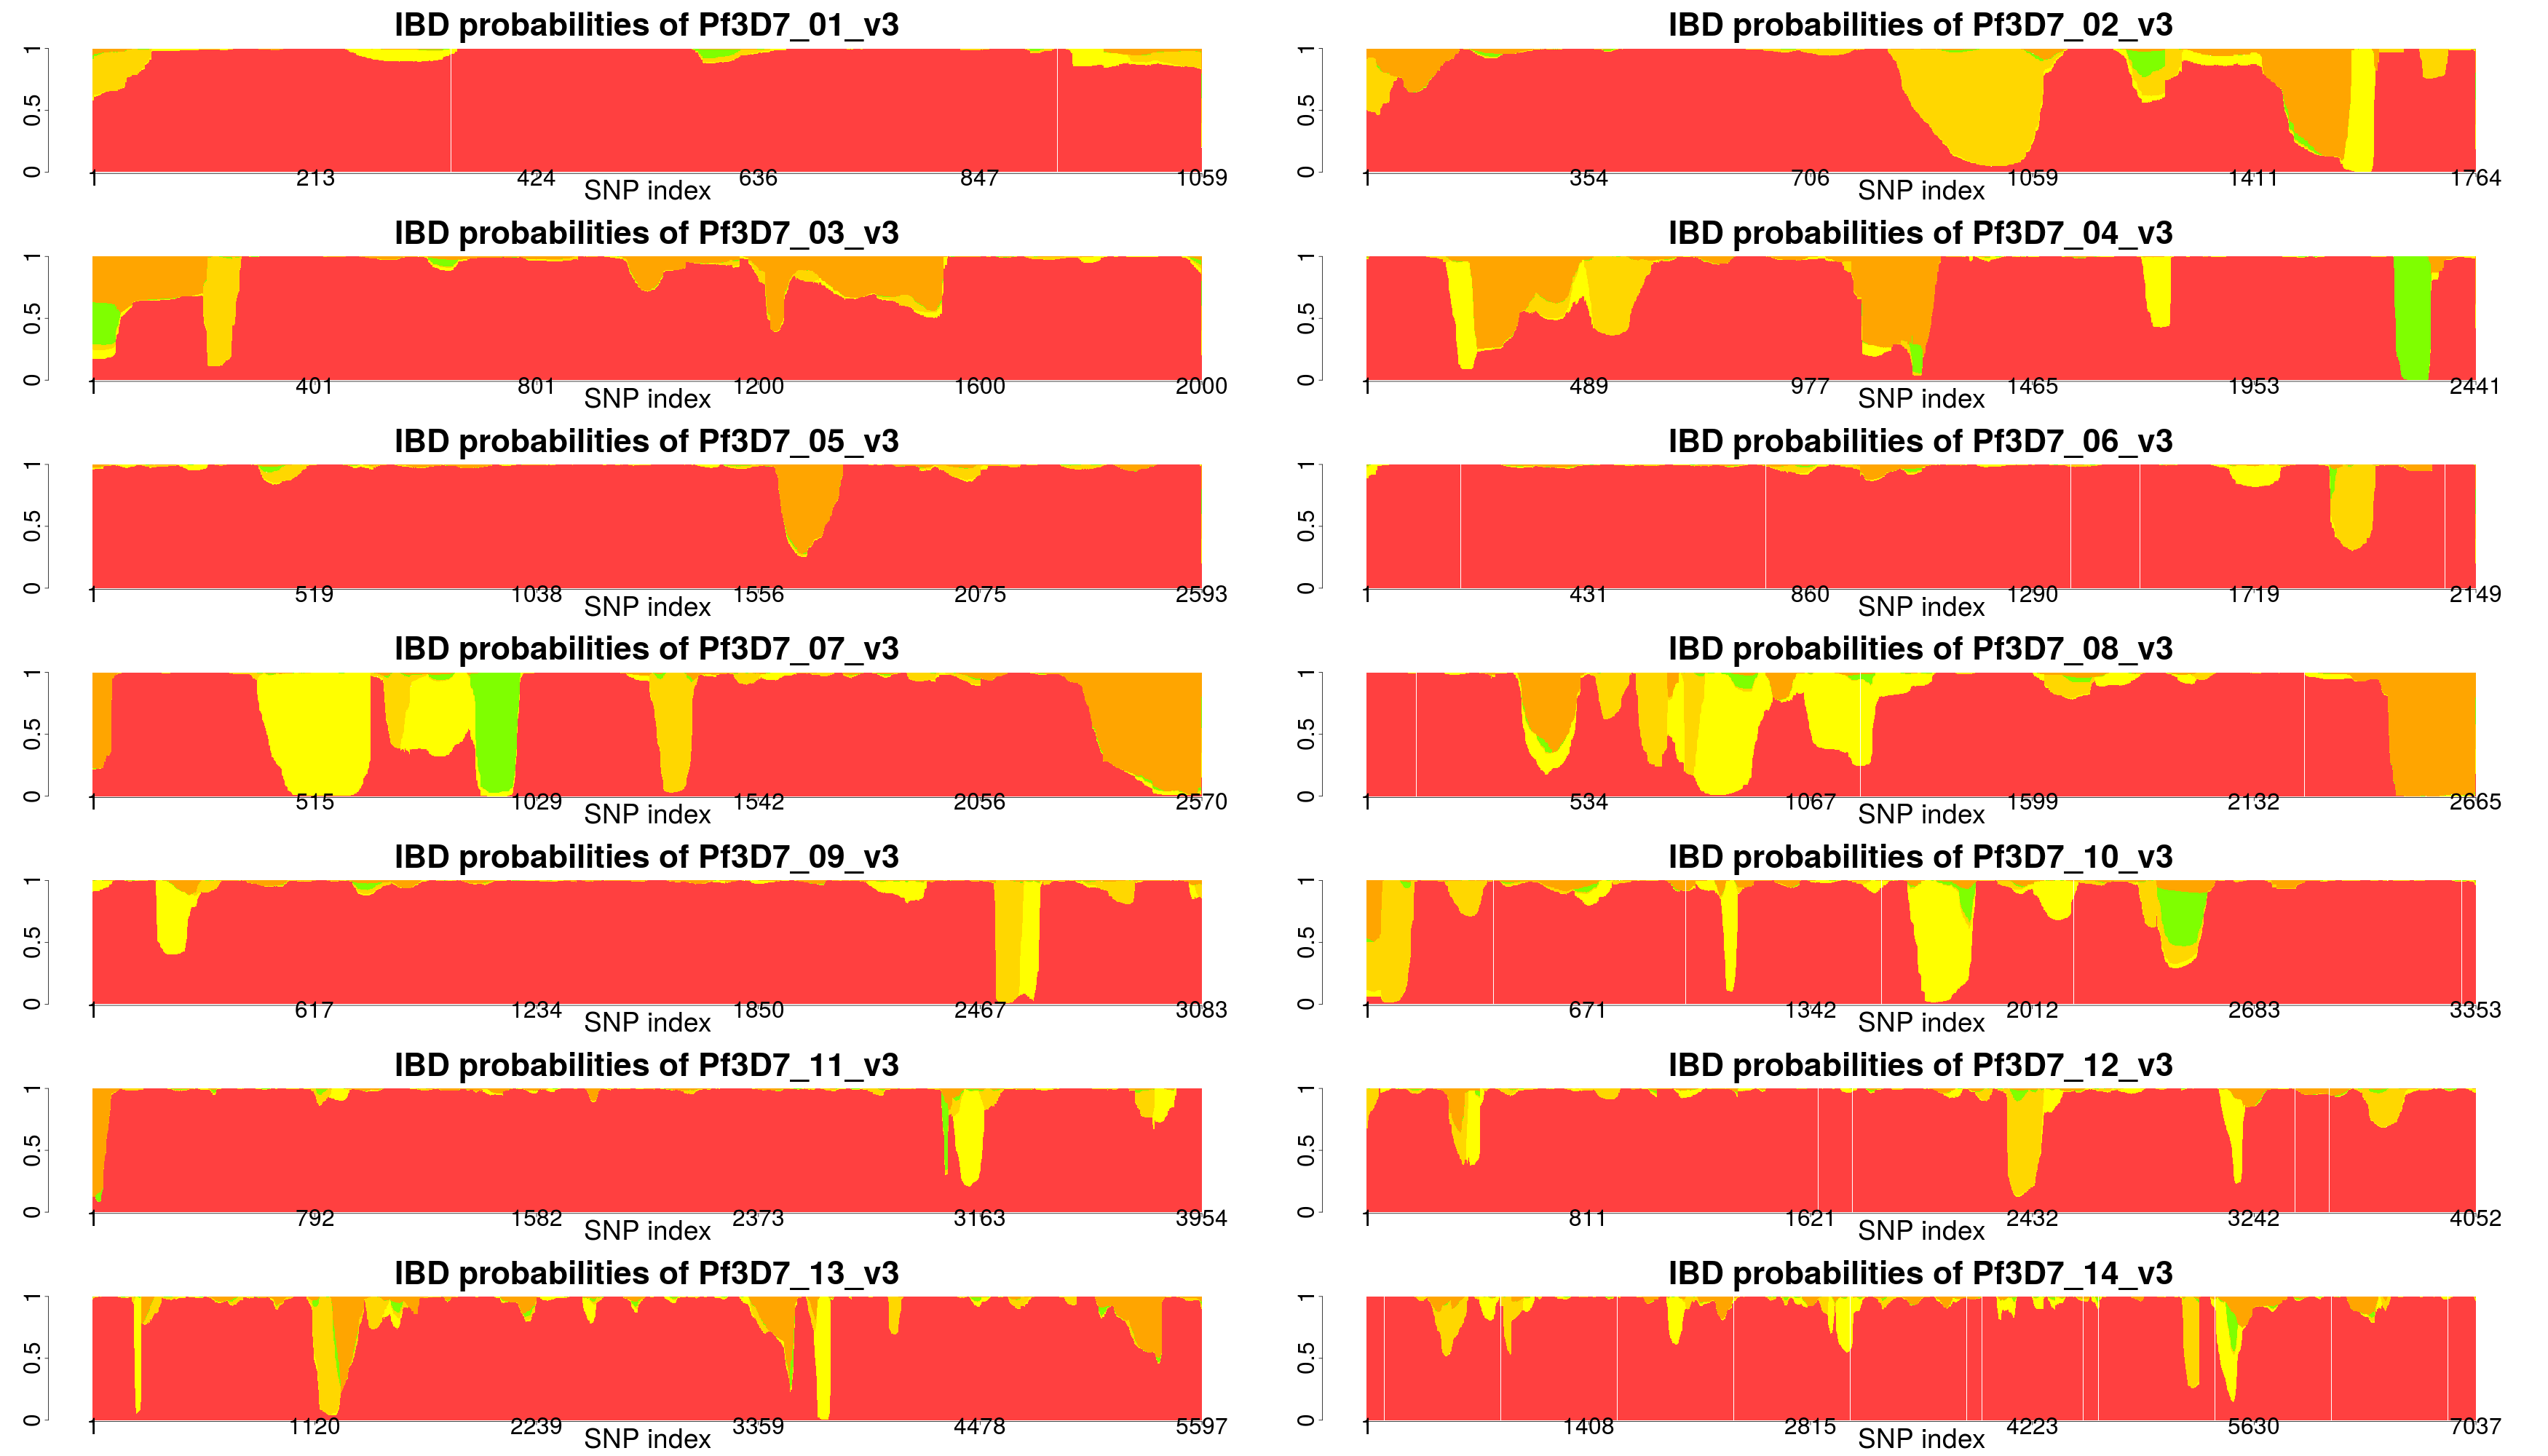 IBD probabilities of Pf3D7_01_v3
0 0.5 1
1 213 424 636 847 1059
SNP index
IBD probabilities of Pf3D7_02_v3
0 0.5 1
1 354 706 1059 1411 1764
SNP index
IBD probabilities of Pf3D7_03_v3
0 0.5 1
1 401 801 1200 1600 2000
SNP index
IBD probabilities of Pf3D7_04_v3
0 0.5 1
1 489 977 1465 1953 2441
SNP index
IBD probabilities of Pf3D7_05_v3
0 0.5 1
1 519 1038 1556 2075 2593
SNP index
IBD probabilities of Pf3D7_06_v3
0 0.5 1
1 431 860 1290 1719 2149
SNP index
IBD probabilities of Pf3D7_07_v3
0 0.5 1
1 515 1029 1542 2056 2570
SNP index
IBD probabilities of Pf3D7_08_v3
0 0.5 1
1 534 1067 1599 2132 2665
SNP index
IBD probabilities of Pf3D7_09_v3
0 0.5 1
1 617 1234 1850 2467 3083
SNP index
IBD probabilities of Pf3D7_10_v3
0 0.5 1
1 671 1342 2012 2683 3353
SNP index
IBD probabilities of Pf3D7_11_v3
0 0.5 1
1 792 1582 2373 3163 3954
SNP index
IBD probabilities of Pf3D7_12_v3
0 0.5 1
1 811 1621 2432 3242 4052
SNP index
IBD probabilities of Pf3D7_13_v3
0 0.5 1
1 1120 2239 3359 4478 5597
SNP index
IBD probabilities of Pf3D7_14_v3
0 0.5 1
1 1408 2815 4223 5630 7037
SNP index